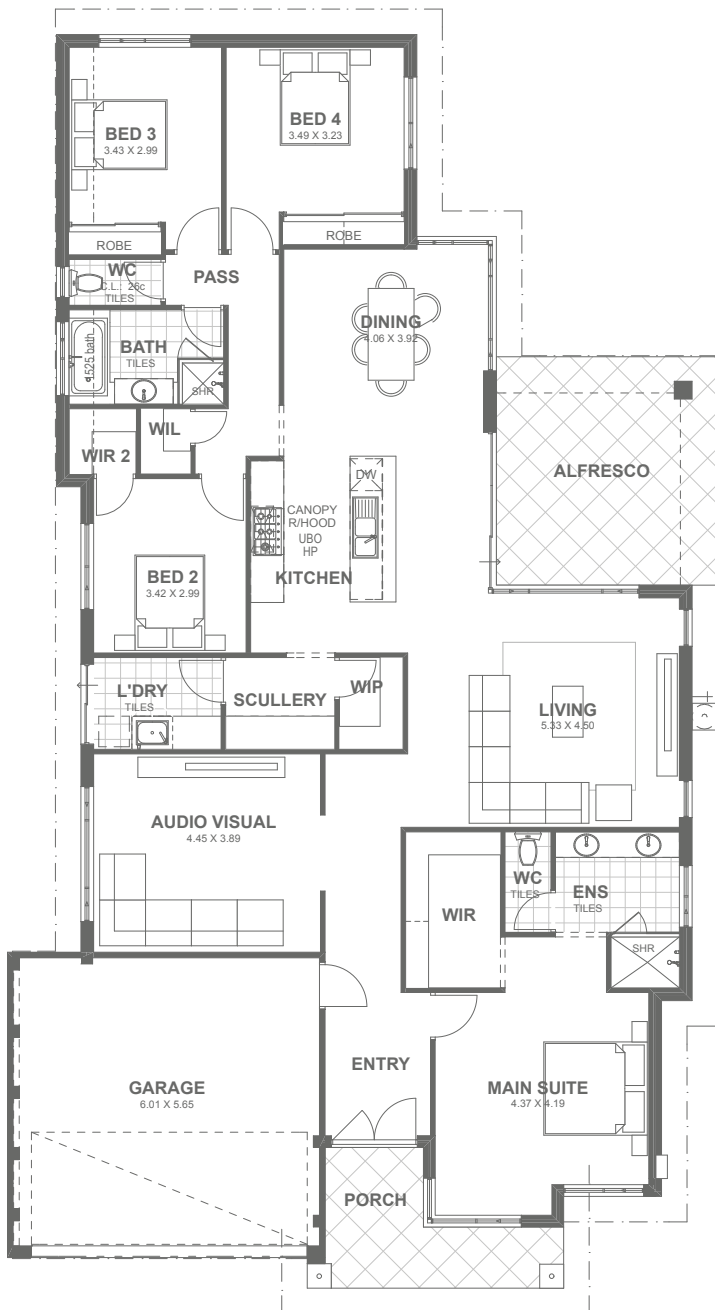 BED 3
3.43 X 2.99
BED 4
3.49 X 3.23
ROBE
ROBE
WC
C.L.: 26c
TILES
PASS
DINING
4.06 X 3.92
BATH
TILES
1525 bath
SHR
WIL
WIR 2
ALFRESCO
DW
CANOPY
R/HOOD
UBO
HP
KITCHEN
BED 2
3.42 X 2.99
L'DRY
TILES
SCULLERY
WIP
LIVING
5.33 X 4.50
AUDIO VISUAL
4.45 X 3.89
WC
TILES
ENS
TILES
WIR
SHR
ENTRY
MAIN SUITE
4.37 X 4.19
GARAGE
6.01 X 5.65
PORCH